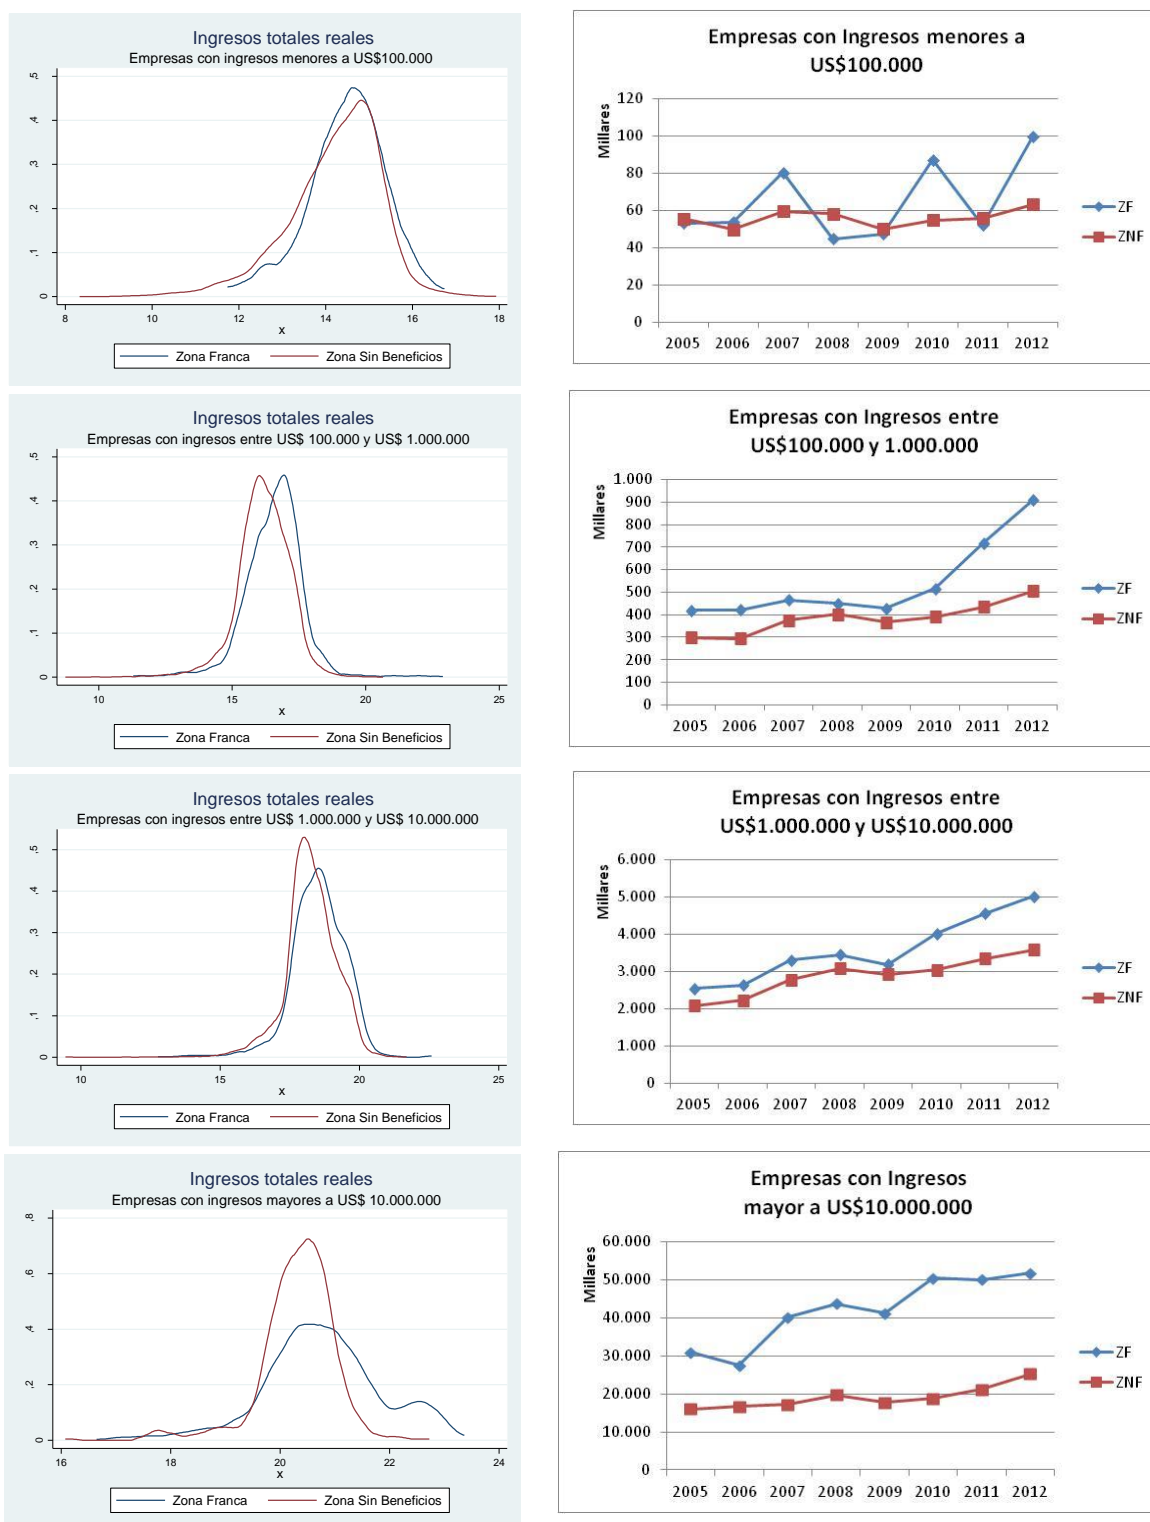 Ingresos totales reales
Empresas con ingresos menores a US$100.000
,5
,4
,3
,2
,1
0
8 10 12 14 16 18
x
Zona Franca Zona Sin Beneficios
Empresas con Ingresos menores a
US$100.000
Millares
120
100
80
60
40
20
0
2005 2006 2007 2008 2009 2010 2011 2012
ZF
ZNF
Ingresos totales reales
Empresas con ingresos entre US$ 100.000 y US$ 1.000.000
,5
,4
,3
,2
,1
0
10 15 20 25
x
Zona Franca Zona Sin Beneficios
Empresas con Ingresos entre
US$100.000 y 1.000.000
Millares
1.000
900
800
700
600
500
400
300
200
100
0
2005 2006 2007 2008 2009 2010 2011 2012
ZF
ZNF
Ingresos totales reales
Empresas con ingresos entre US$ 1.000.000 y US$ 10.000.000
,5
,4
,3
,2
,1
0
10 15 20 25
x
Zona Franca Zona Sin Beneficios
Empresas con Ingresos entre
US$1.000.000 y US$10.000.000
Millares
6.000
5.000
4.000
3.000
2.000
1.000
0
2005 2006 2007 2008 2009 2010 2011 2012
ZF
ZNF
Ingresos totales reales
Empresas con ingresos mayores a US$ 10.000.000
,8
,6
,4
,2
0
16 18 20 22 24
x
Zona Franca Zona Sin Beneficios
Empresas con Ingresos
mayor a US$10.000.000
Millares
60.000
50.000
40.000
30.000
20.000
10.000
0
2005 2006 2007 2008 2009 2010 2011 2012
ZF
ZNF